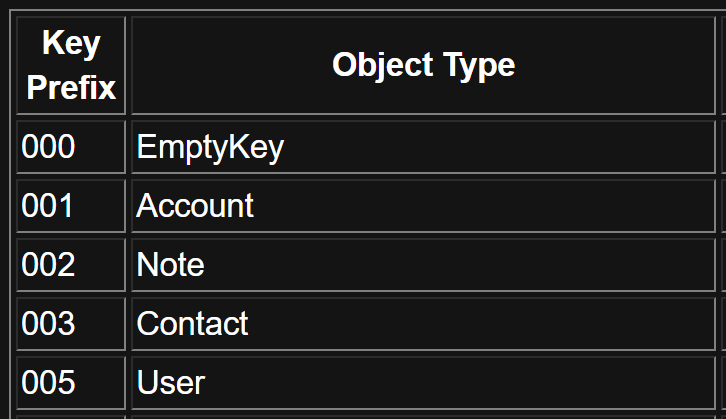 Key Prefix Object Type
000 EmptyKey
001 Account
002 Note
003 Contact
005 User